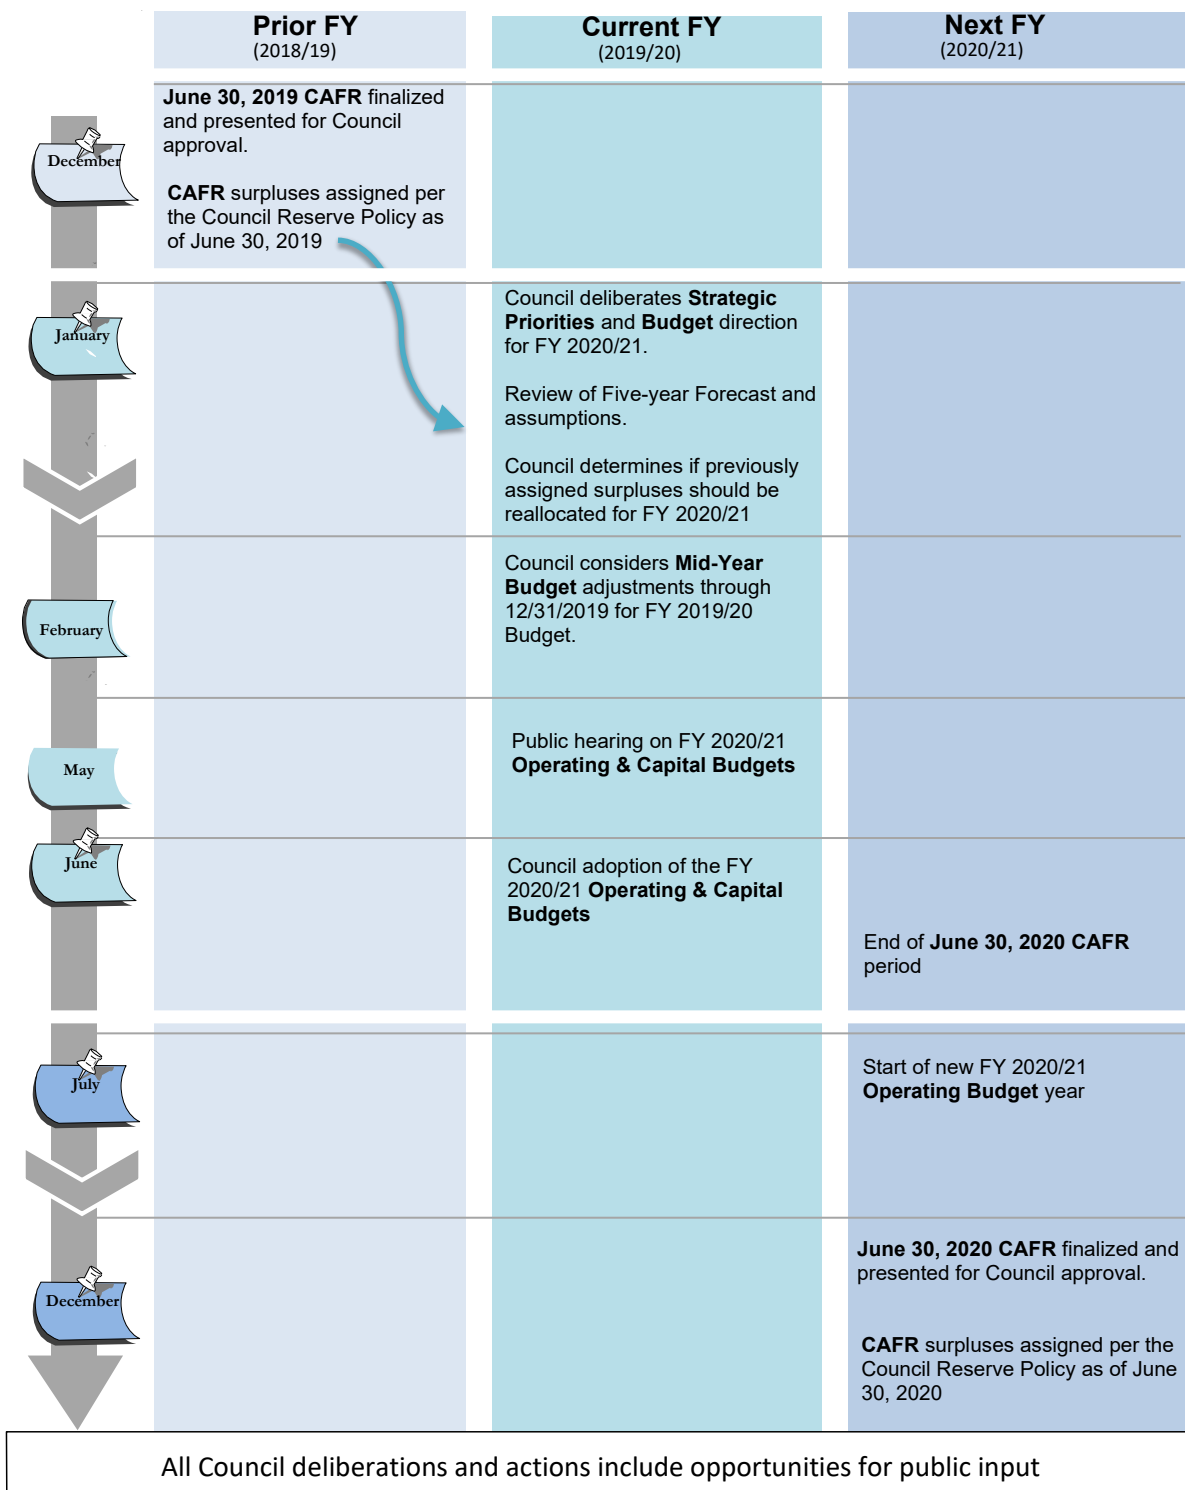 Prior FY
(2018/19)
Current FY
(2019/20)
Next FY
(2020/21)
December
June 30, 2019 CAFR finalized
and presented for Council
approval.
CAFR surpluses assigned per
the Council Reserve Policy as
of June 30, 2019
January
Council deliberates Strategic
Priorities and Budget direction
for FY 2020/21.
Review of Five-year Forecast and
assumptions.
Council determines if previously
assigned surpluses should be
reallocated for FY 2020/21
February
Council considers Mid-Year
Budget adjustments through
12/31/2019 for FY 2019/20
Budget.
May
Public hearing on FY 2020/21
Operating & Capital Budgets
June
Council adoption of the FY
2020/21 Operating & Capital
Budgets
End of June 30, 2020 CAFR
period
July
Start of new FY 2020/21
Operating Budget year
December
June 30, 2020 CAFR finalized and
presented for Council approval.
CAFR surpluses assigned per the
Council Reserve Policy as of June
30, 2020
All Council deliberations and actions include opportunities for public input